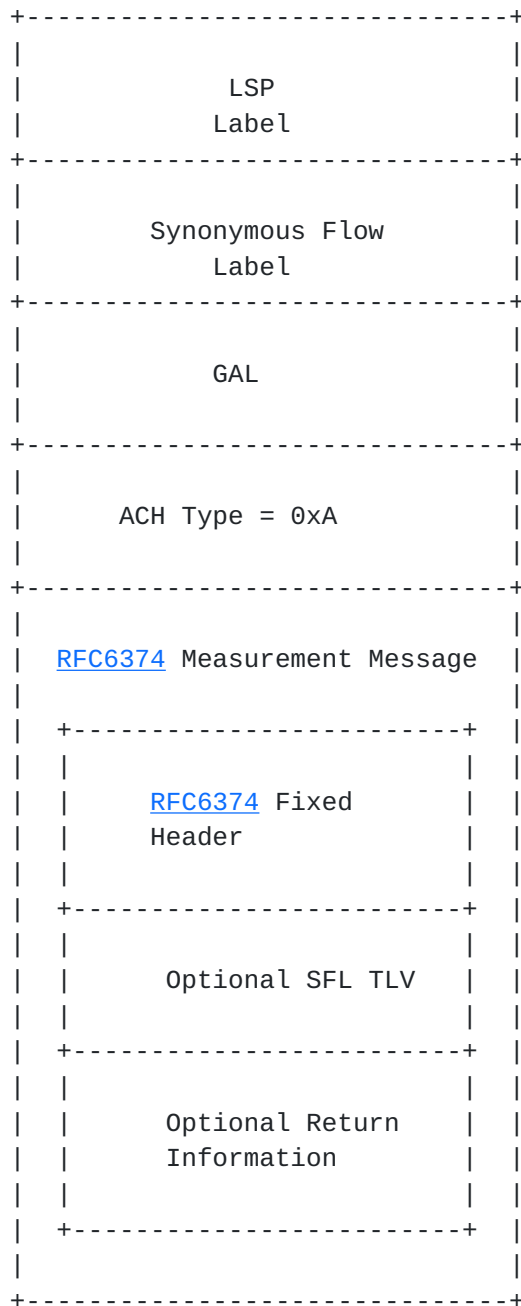 LSP
Label
Synonymous Flow
Label
GAL
ACH Type = 0xA
RFC6374 Measurement Message
RFC6374 Fixed
Header
Optional SFL TLV
Optional Return
Information